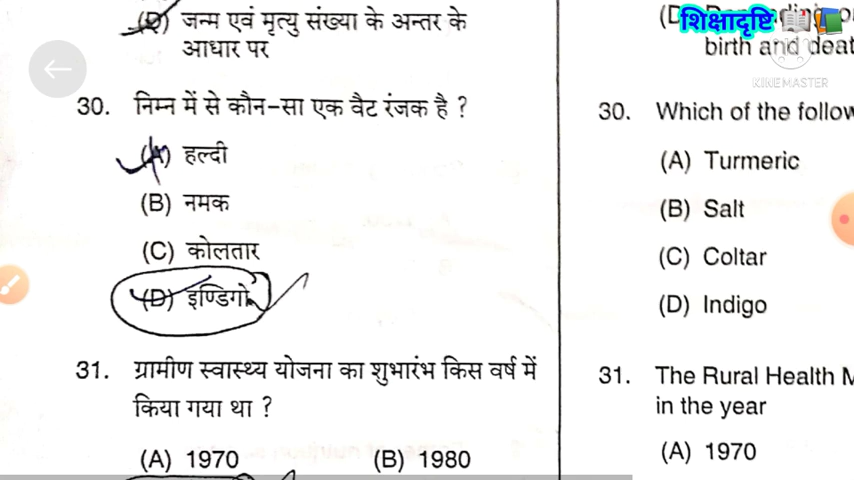 (D) जन्म एवं मृत्यु संख्या के अन्तर के
आधार पर
30. निम्न में से कौन-सा एक वैट रंजक है ?
(A) हल्दी
(B) नमक
(C) कोलतार
(D) इण्डिगो
31. ग्रामीण स्वास्थ्य योजना का शुभारंभ किस वर्ष में
किया गया था ?
(A) 1970 (B) 1980
शिक्षादृष्टि
KINEMASTER
birth and deat
30. Which of the follow
(A) Turmeric
(B) Salt
(C) Coltar
(D) Indigo
31. The Rural Health M
in the year
(A) 1970